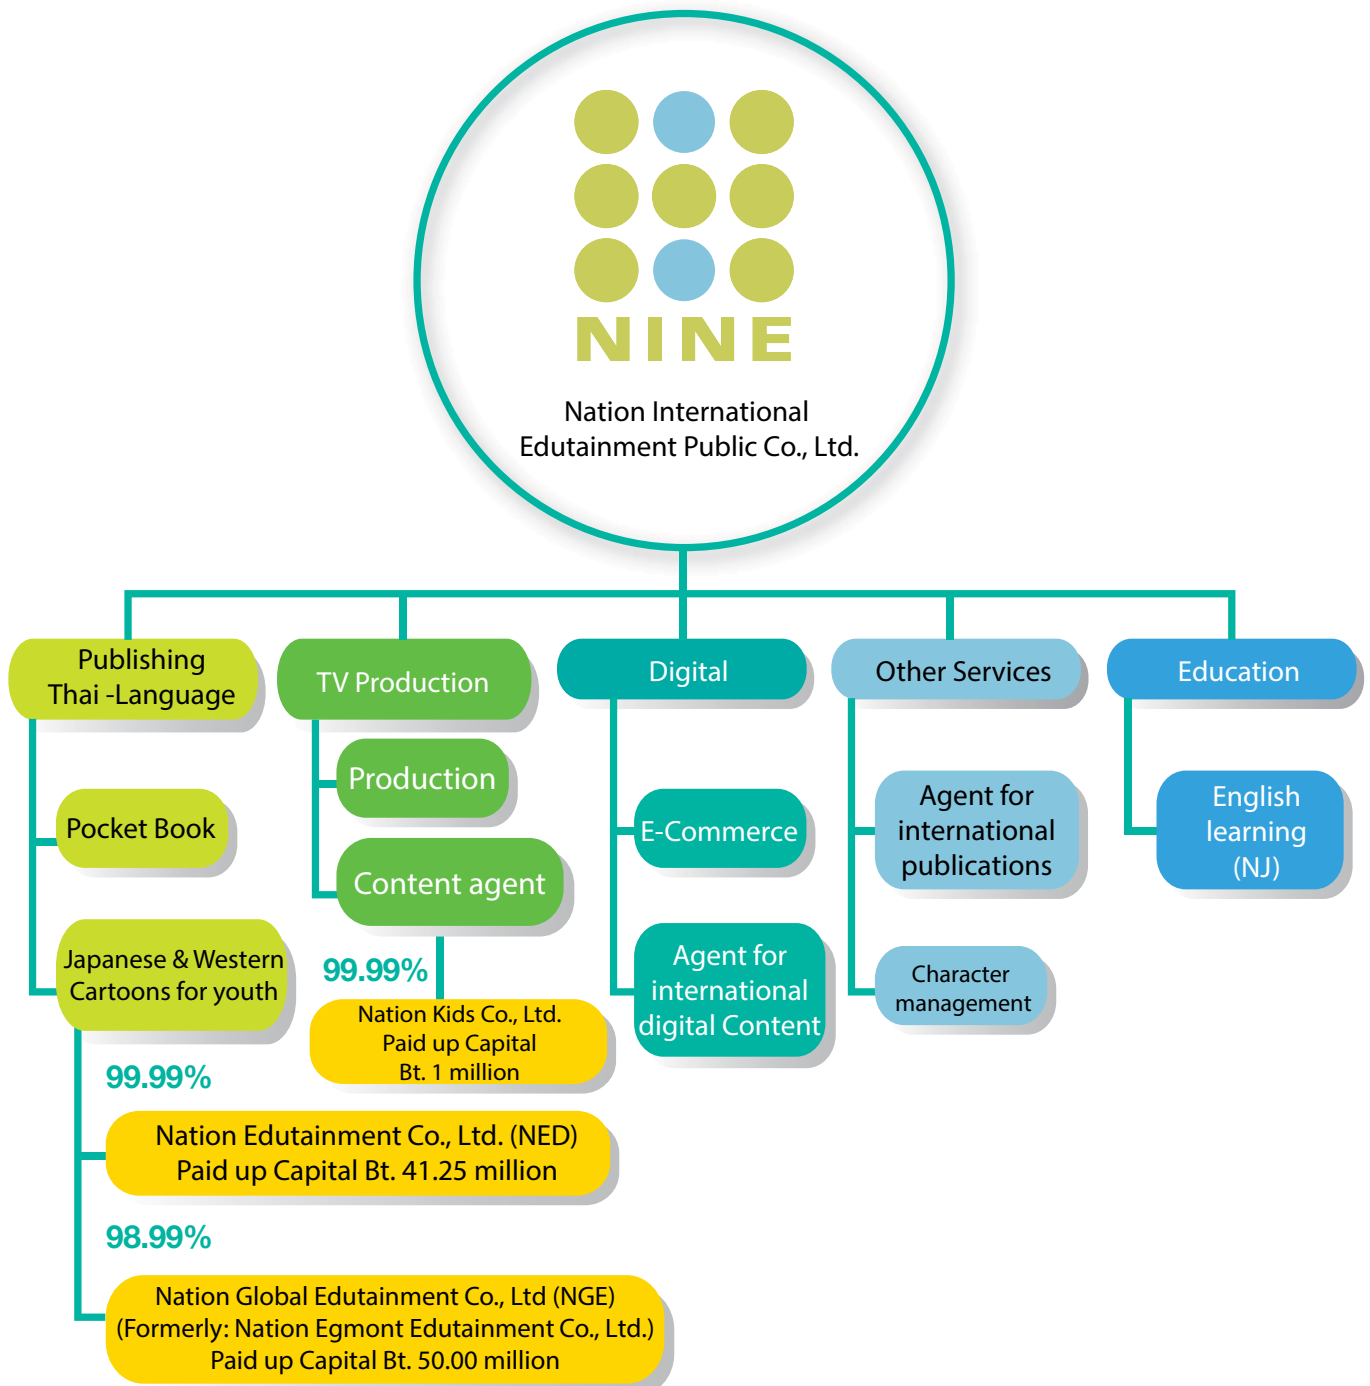 NINE
Nation International
Edutainment Public Co., Ltd.
Publishing
Thai -Language
Pocket Book
Japanese & Western
Cartoons for youth
99.99%
Nation Edutainment Co., Ltd. (NED)
Paid up Capital Bt. 41.25 million
98.99%
Nation Global Edutainment Co., Ltd (NGE)
(Formerly: Nation Egmont Edutainment Co., Ltd.)
Paid up Capital Bt. 50.00 million
TV Production
Production
Content agent
99.99%
Nation Kids Co., Ltd.
Paid up Capital
Bt. 1 million
Digital
E-Commerce
Agent for
international
digital Content
Other Services
Agent for
international
publications
Character
management
Education
English
learning
(NJ)